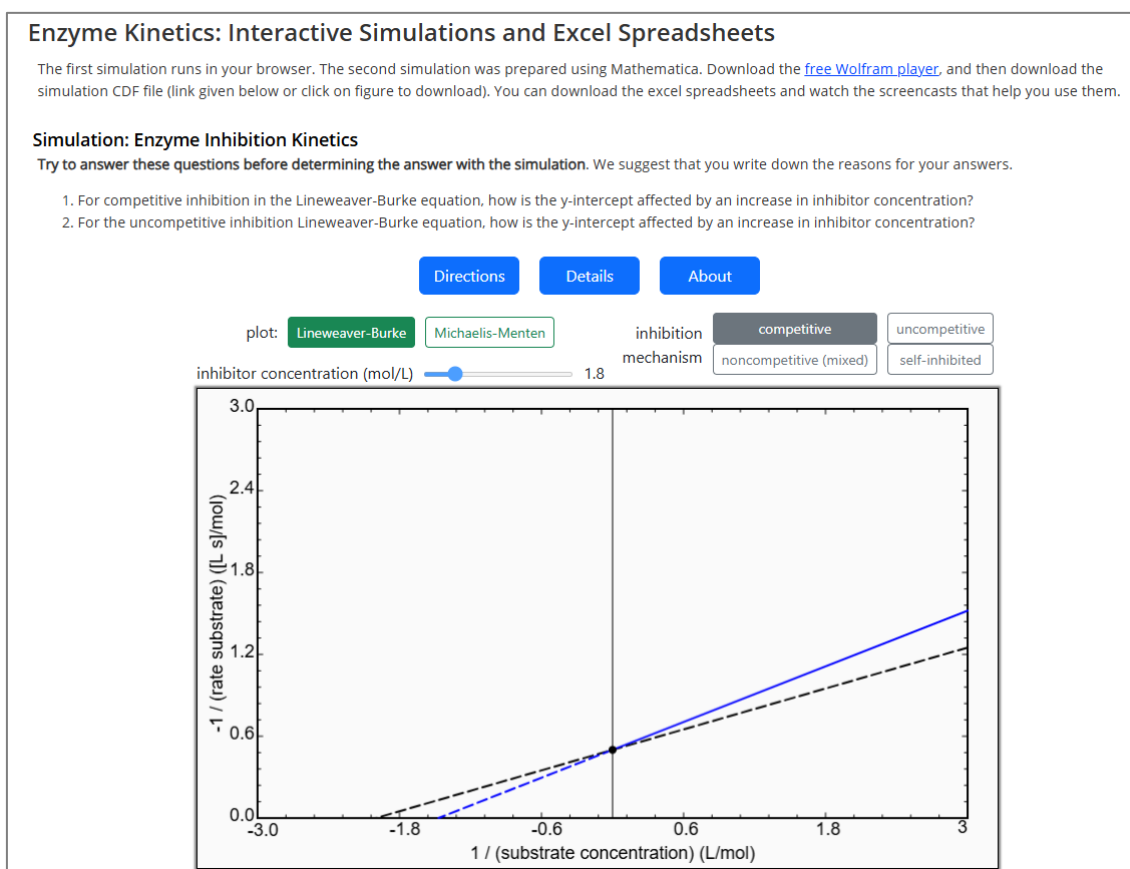 Enzyme Kinetics: Interactive Simulations and Excel Spreadsheets
The first simulation runs in your browser. The second simulation was prepared using Mathematica. Download the free Wolfram player, and then download the
simulation CDF file (link given below or click on figure to download). You can download the excel spreadsheets and watch the screencasts that help you use them.
Simulation: Enzyme Inhibition Kinetics
Try to answer these questions before determining the answer with the simulation. We suggest that you write down the reasons for your answers.
1. For competitive inhibition in the Lineweaver-Burke equation, how is the y-intercept affected by an increase in inhibitor concentration?
2. For the uncompetitive inhibition Lineweaver-Burke equation, how is the y-intercept affected by an increase in inhibitor concentration?
Directions Details About
plot: Lineweaver-Burke Michaelis-Menten
inhibition mechanism
competitive uncompetitive
noncompetitive (mixed) self-inhibited
inhibitor concentration (mol/L) 1.8
-1 / (rate substrate) ([L s]/mol)
3.0
2.4
1.8
1.2
0.6
0.0
-3.0 -1.8 -0.6 0.6 1.8 3
1 / (substrate concentration) (L/mol)